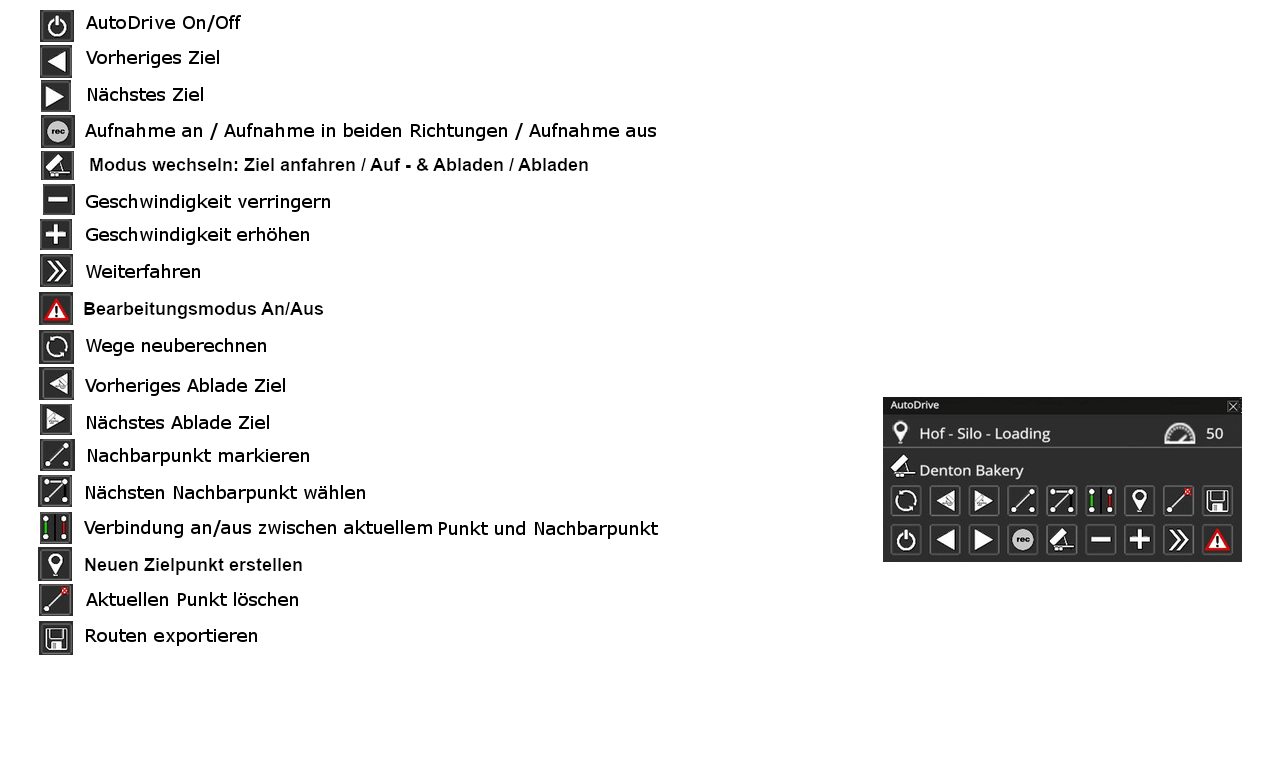 AutoDrive On/Off
Vorheriges Ziel
Nächstes Ziel
rec
Aufnahme an / Aufnahme in beiden Richtungen / Aufnahme aus
Modus wechseln: Ziel anfahren / Auf - & Abladen / Abladen
Geschwindigkeit verringern
Geschwindigkeit erhöhen
Weiterfahren
Bearbeitungsmodus An/Aus
Wege neuberechnen
Vorheriges Ablade Ziel
Nächstes Ablade Ziel
Nachbarpunkt markieren
Nächsten Nachbarpunkt wählen
Verbindung an/aus zwischen aktuellem Punkt und Nachbarpunkt
Neuen Zielpunkt erstellen
Aktuellen Punkt löschen
Routen exportieren
AutoDrive
Hof - Silo - Loading 50
Denton Bakery
rec